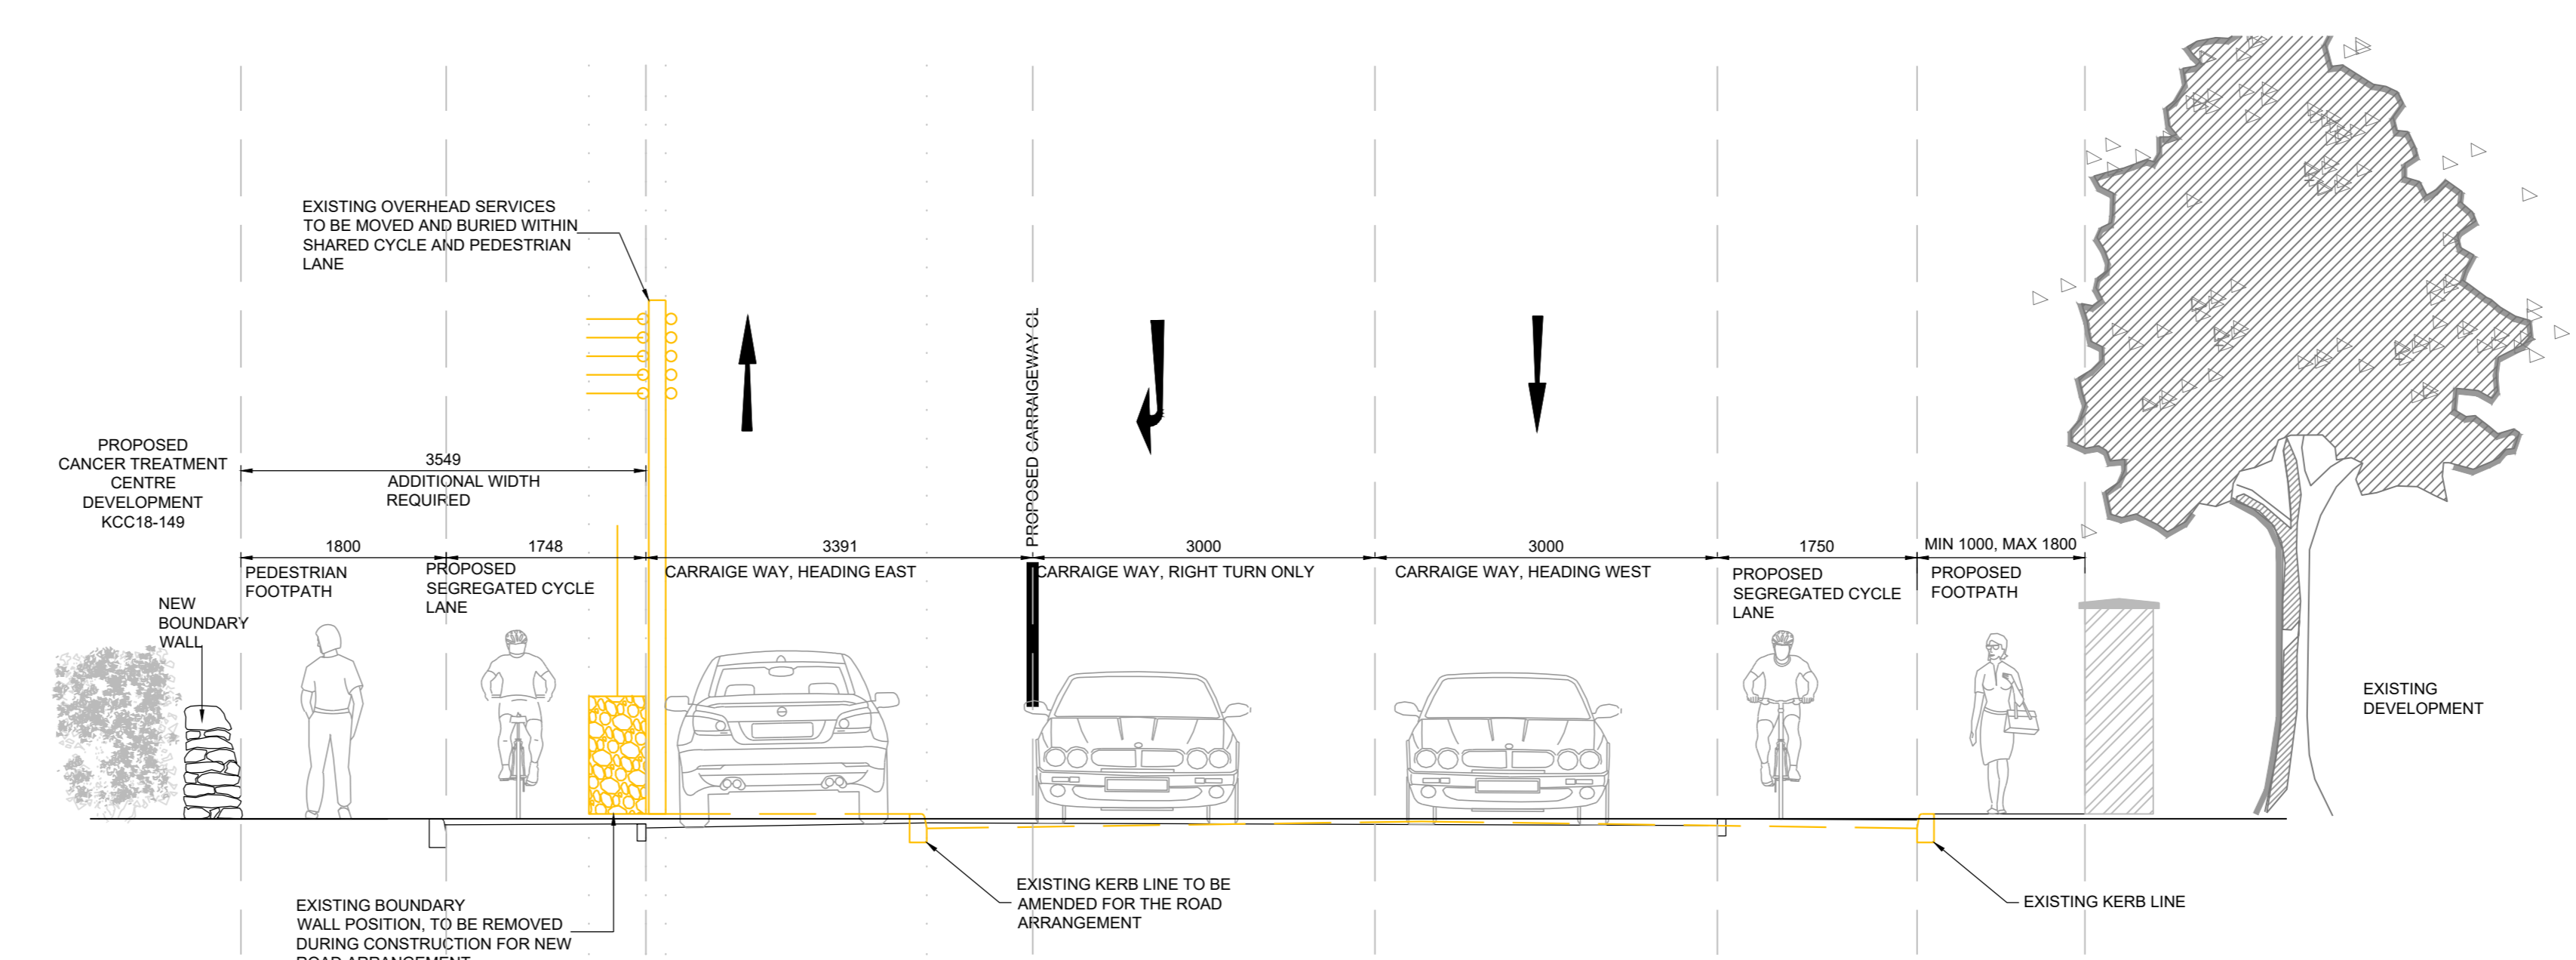 EXISTING OVERHEAD SERVICES
TO BE MOVED AND BURIED WITHIN
SHARED CYCLE AND PEDESTRIAN
LANE
PROPOSED CARRAIGEWAY CL
PROPOSED
CANCER TREATMENT
CENTRE
DEVELOPMENT
KCC18-149
3549
ADDITIONAL WIDTH
REQUIRED
1800
1748
3391
3000
3000
1750
MIN 1000, MAX 1800
PEDESTRIAN
FOOTPATH
PROPOSED
SEGREGATED CYCLE
LANE
CARRAIGE WAY, HEADING EAST
CARRAIGE WAY, RIGHT TURN ONLY
CARRAIGE WAY, HEADING WEST
PROPOSED
SEGREGATED CYCLE
LANE
PROPOSED
FOOTPATH
NEW
BOUNDARY
WALL
EXISTING
DEVELOPMENT
EXISTING KERB LINE TO BE
AMENDED FOR THE ROAD
ARRANGEMENT
EXISTING KERB LINE
EXISTING BOUNDARY
WALL POSITION, TO BE REMOVED
DURING CONSTRUCTION FOR NEW
ROAD ARRANGEMENT